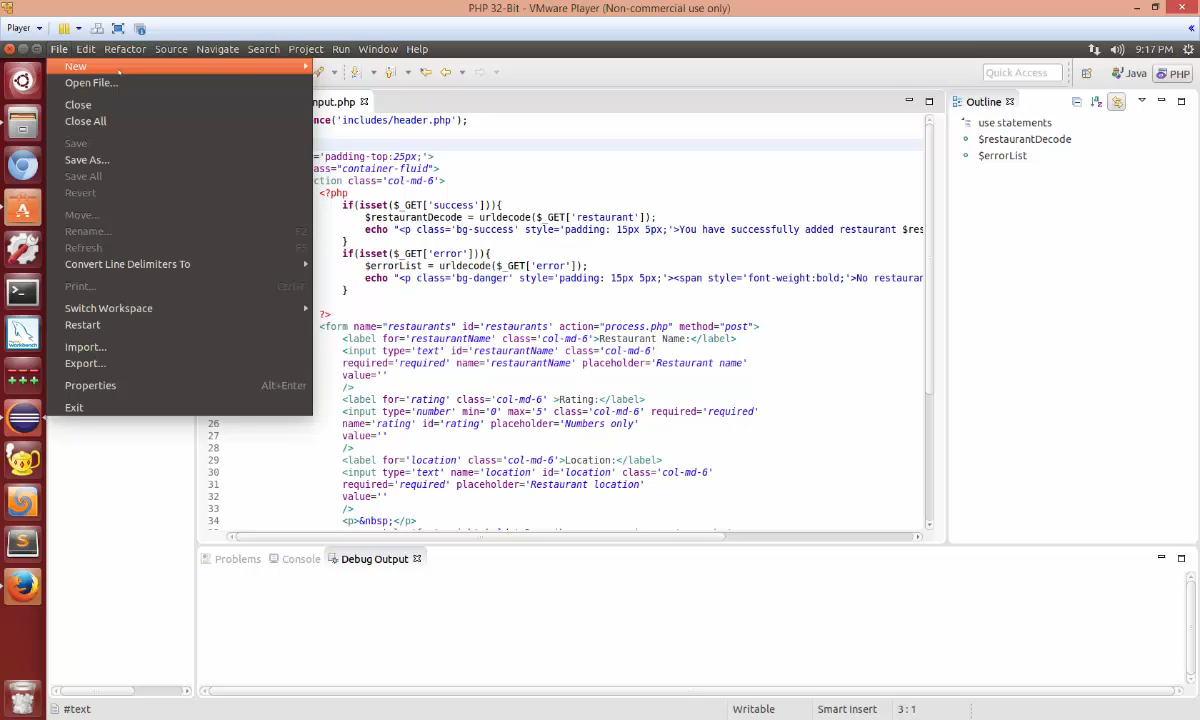 PHP 32-Bit - VMware Player (Non-commercial use only)
Player
File Edit Refactor Source Navigate Search Project Run Window Help
9:17 PM
New
Open File...
Close
Close All
Save
Save As...
Save All
Revert
Move...
Rename... F2
Refresh F5
Convert Line Delimiters To
Print... Ctrl+P
Switch Workspace
Restart
Import...
Export...
Properties Alt+Enter
Exit
Quick Access
Java
PHP
nput.php
nce('includes/header.php');
='padding-top:25px;'>
ass="container-fluid">
ction class='col-md-6'>
<?php
if(isset($_GET['success'])){
$restaurantDecode = urldecode($_GET['restaurant']);
echo "<p class='bg-success' style='padding: 15px 5px;'>You have successfully added restaurant $res
}
if(isset($_GET['error'])){
$errorList = urldecode($_GET['error']);
echo "<p class='bg-danger' style='padding: 15px 5px;'><span style='font-weight:bold;'>No restauran
}
?>
<form name="restaurants" id='restaurants' action="process.php" method="post">
<label for='restaurantName' class='col-md-6'>Restaurant Name:</label>
<input type='text' id='restaurantName' class='col-md-6'
required='required' name='restaurantName' placeholder='Restaurant name'
value=''
/>
<label for='rating' class='col-md-6' >Rating:</label>
<input type='number' min='0' max='5' class='col-md-6' required='required'
26 name='rating' id='rating' placeholder='Numbers only'
27 value=''
28 />
29 <label for='location' class='col-md-6'>Location:</label>
30 <input type='text' name='location' id='location' class='col-md-6'
31 required='required' placeholder='Restaurant location'
32 value=''
33 />
34 <p>&nbsp;</p>
Outline
use statements
$restaurantDecode
$errorList
Problems Console Debug Output
#text
Writable
Smart Insert
3 : 1